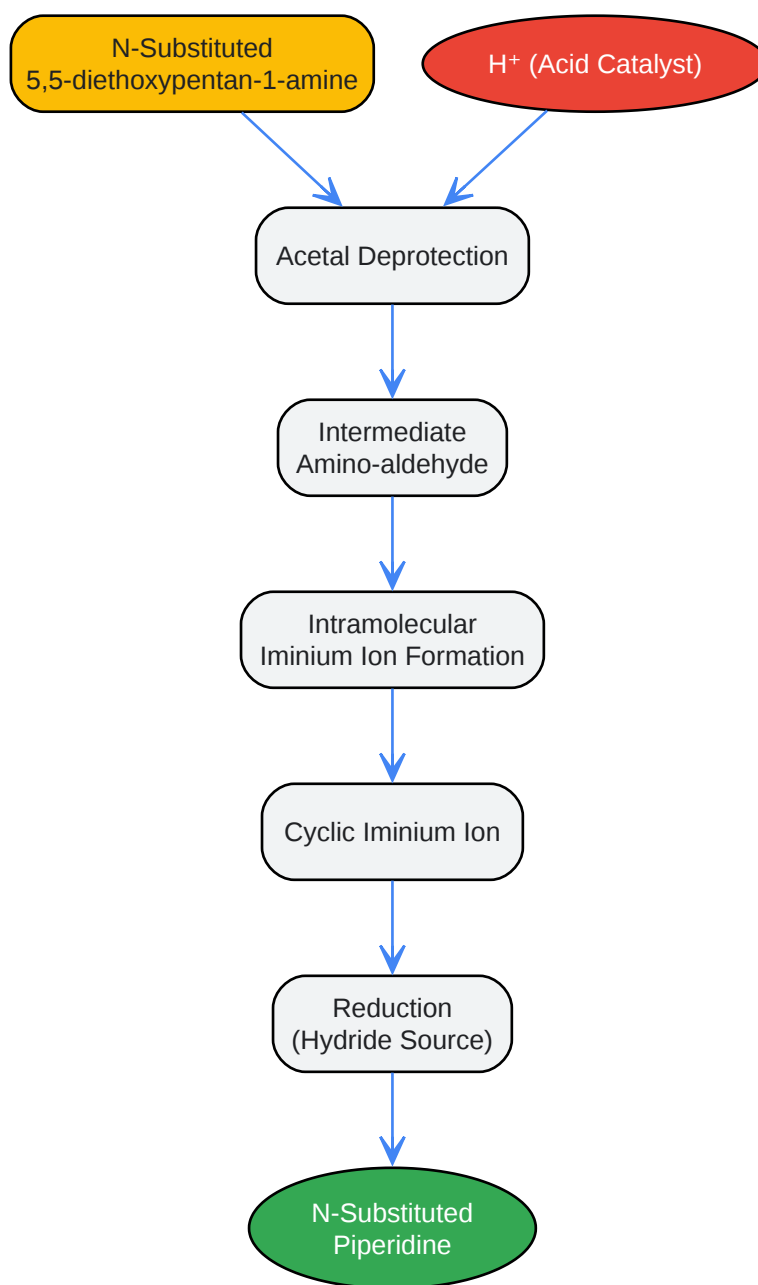 N-Substituted
5,5-diethoxypentan-1-amine
H⁺ (Acid Catalyst)
Acetal Deprotection
Intermediate
Amino-aldehyde
Intramolecular
Iminium Ion Formation
Cyclic Iminium Ion
Reduction
(Hydride Source)
N-Substituted
Piperidine